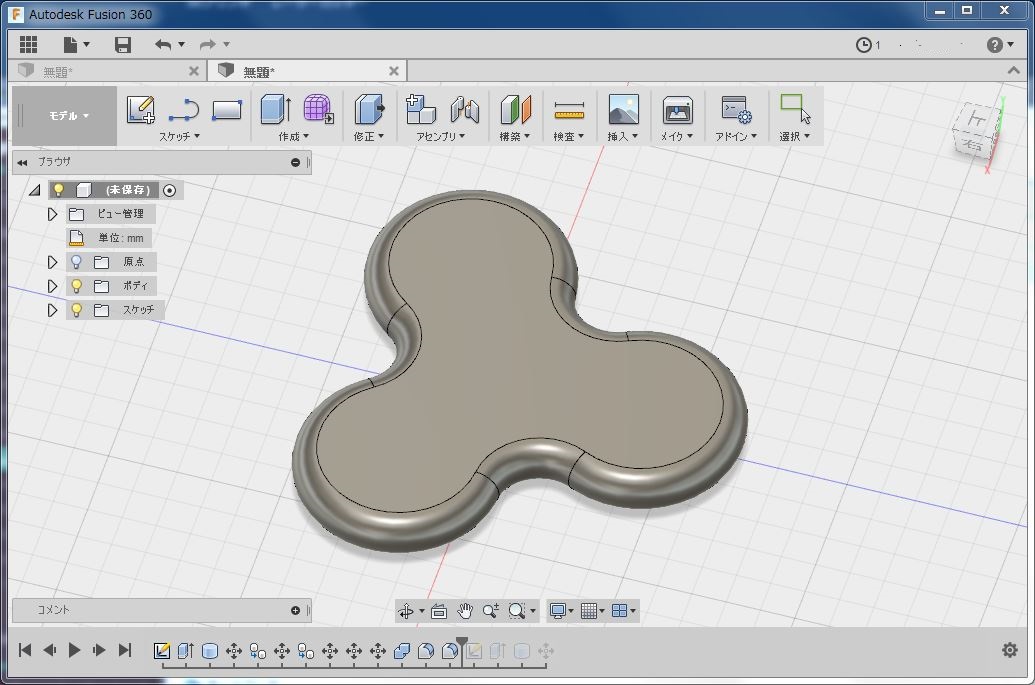 Autodesk Fusion 360
1
無題*
無題*
モデル
スケッチ
作成
修正
アセンブリ
構築
検査
挿入
メイク
アドイン
選択
ブラウザ
(未保存)
ビュー管理
単位: mm
原点
ボディ
スケッチ
コメント